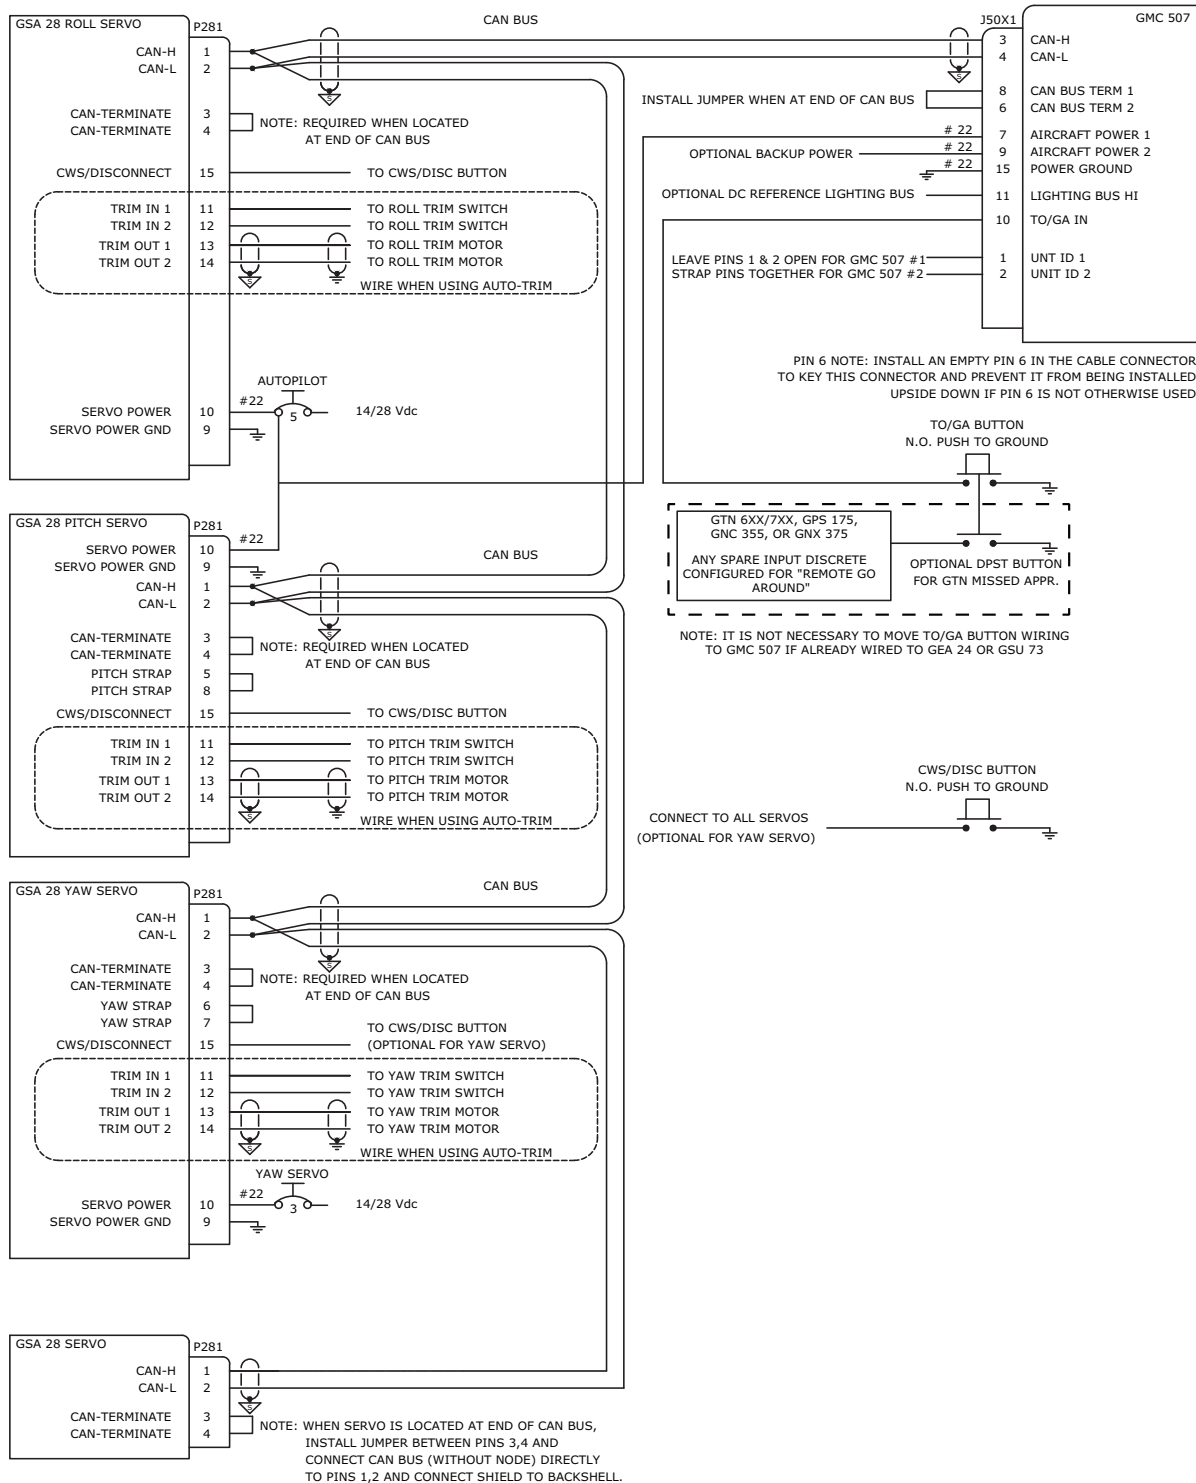 GSA 28 ROLL SERVO
P281
CAN BUS
CAN-H 1
CAN-L 2
CAN-TERMINATE 3
CAN-TERMINATE 4
NOTE: REQUIRED WHEN LOCATED
AT END OF CAN BUS
CWS/DISCONNECT 15 TO CWS/DISC BUTTON
TRIM IN 1 11 TO ROLL TRIM SWITCH
TRIM IN 2 12 TO ROLL TRIM SWITCH
TRIM OUT 1 13 TO ROLL TRIM MOTOR
TRIM OUT 2 14 TO ROLL TRIM MOTOR
S
S
WIRE WHEN USING AUTO-TRIM
AUTOPILOT
SERVO POWER 10 #22 5 14/28 Vdc
SERVO POWER GND 9
J50X1
GMC 507
3 CAN-H
4 CAN-L
S
INSTALL JUMPER WHEN AT END OF CAN BUS
8 CAN BUS TERM 1
6 CAN BUS TERM 2
# 22 7 AIRCRAFT POWER 1
OPTIONAL BACKUP POWER # 22 9 AIRCRAFT POWER 2
# 22 15 POWER GROUND
OPTIONAL DC REFERENCE LIGHTING BUS 11 LIGHTING BUS HI
10 TO/GA IN
LEAVE PINS 1 & 2 OPEN FOR GMC 507 #1 1 UNT ID 1
STRAP PINS TOGETHER FOR GMC 507 #2 2 UNIT ID 2
PIN 6 NOTE: INSTALL AN EMPTY PIN 6 IN THE CABLE CONNECTOR
TO KEY THIS CONNECTOR AND PREVENT IT FROM BEING INSTALLED
UPSIDE DOWN IF PIN 6 IS NOT OTHERWISE USED
TO/GA BUTTON
N.O. PUSH TO GROUND
GTN 6XX/7XX, GPS 175,
GNC 355, OR GNX 375
ANY SPARE INPUT DISCRETE
CONFIGURED FOR "REMOTE GO
AROUND"
OPTIONAL DPST BUTTON
FOR GTN MISSED APPR.
NOTE: IT IS NOT NECESSARY TO MOVE TO/GA BUTTON WIRING
TO GMC 507 IF ALREADY WIRED TO GEA 24 OR GSU 73
CWS/DISC BUTTON
N.O. PUSH TO GROUND
CONNECT TO ALL SERVOS
(OPTIONAL FOR YAW SERVO)
GSA 28 PITCH SERVO
P281
SERVO POWER 10 #22
SERVO POWER GND 9
CAN BUS
CAN-H 1
CAN-L 2
S
CAN-TERMINATE 3
CAN-TERMINATE 4
NOTE: REQUIRED WHEN LOCATED
AT END OF CAN BUS
PITCH STRAP 5
PITCH STRAP 8
CWS/DISCONNECT 15 TO CWS/DISC BUTTON
TRIM IN 1 11 TO PITCH TRIM SWITCH
TRIM IN 2 12 TO PITCH TRIM SWITCH
TRIM OUT 1 13 TO PITCH TRIM MOTOR
TRIM OUT 2 14 TO PITCH TRIM MOTOR
S
WIRE WHEN USING AUTO-TRIM
GSA 28 YAW SERVO
P281
CAN BUS
CAN-H 1
CAN-L 2
S
CAN-TERMINATE 3
CAN-TERMINATE 4
NOTE: REQUIRED WHEN LOCATED
AT END OF CAN BUS
YAW STRAP 6
YAW STRAP 7
CWS/DISCONNECT 15 TO CWS/DISC BUTTON
(OPTIONAL FOR YAW SERVO)
TRIM IN 1 11 TO YAW TRIM SWITCH
TRIM IN 2 12 TO YAW TRIM SWITCH
TRIM OUT 1 13 TO YAW TRIM MOTOR
TRIM OUT 2 14 TO YAW TRIM MOTOR
S
WIRE WHEN USING AUTO-TRIM
YAW SERVO
SERVO POWER 10 #22 3 14/28 Vdc
SERVO POWER GND 9
GSA 28 SERVO
P281
CAN-H 1
CAN-L 2
S
CAN-TERMINATE 3
CAN-TERMINATE 4
NOTE: WHEN SERVO IS LOCATED AT END OF CAN BUS,
INSTALL JUMPER BETWEEN PINS 3,4 AND
CONNECT CAN BUS (WITHOUT NODE) DIRECTLY
TO PINS 1,2 AND CONNECT SHIELD TO BACKSHELL.